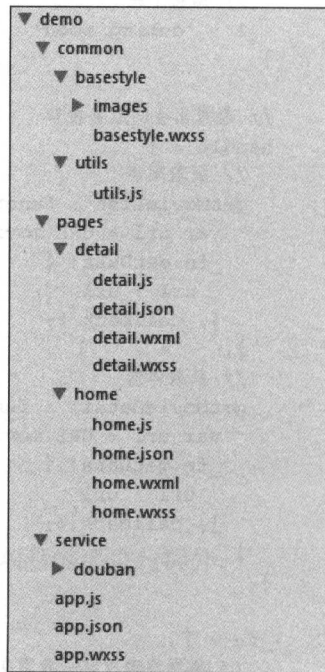 demo
common
basestyle
images
basestyle.wxss
utils
utils.js
pages
detail
detail.js
detail.json
detail.wxml
detail.wxss
home
home.js
home.json
home.wxml
home.wxss
service
douban
app.js
app.json
app.wxss